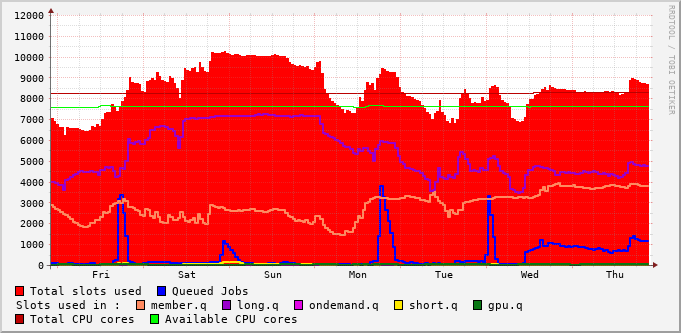 12000
11000
10000
9000
8000
7000
6000
5000
4000
3000
2000
1000
0
Fri Sat Sun Mon Tue Wed Thu
RRDTOOL / TOBI OETIKER
Total slots used Queued Jobs
Slots used in : member.q long.q ondemand.q short.q gpu.q
Total CPU cores Available CPU cores